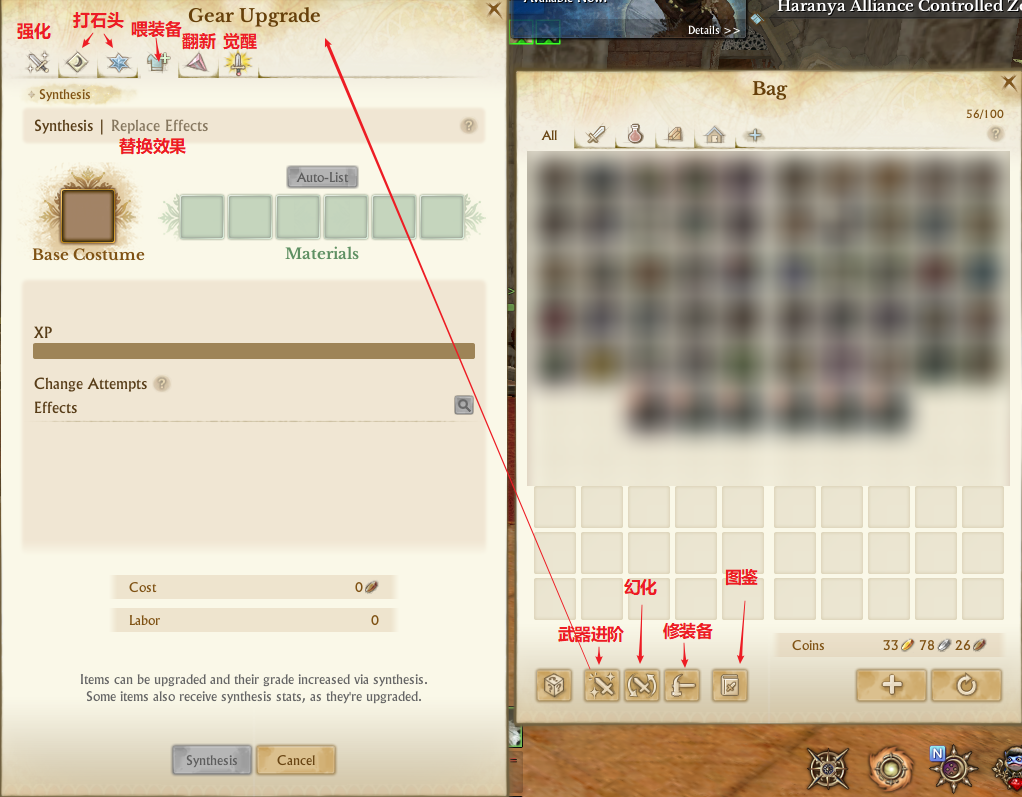 Gear Upgrade
强化
打石头
喂装备
翻新
觉醒
Synthesis
Synthesis | Replace Effects
?
替换效果
Auto-List
Base Costume
Materials
XP
Change Attempts ?
Effects
Cost 0
Labor 0
Items can be upgraded and their grade increased via synthesis.
Some items also receive synthesis stats, as they're upgraded.
Synthesis
Cancel
Haranya Alliance Controlled
Details >>
Bag
56/100
All
?
幻化
图鉴
武器进阶
修装备
Coins 33 78 26
N